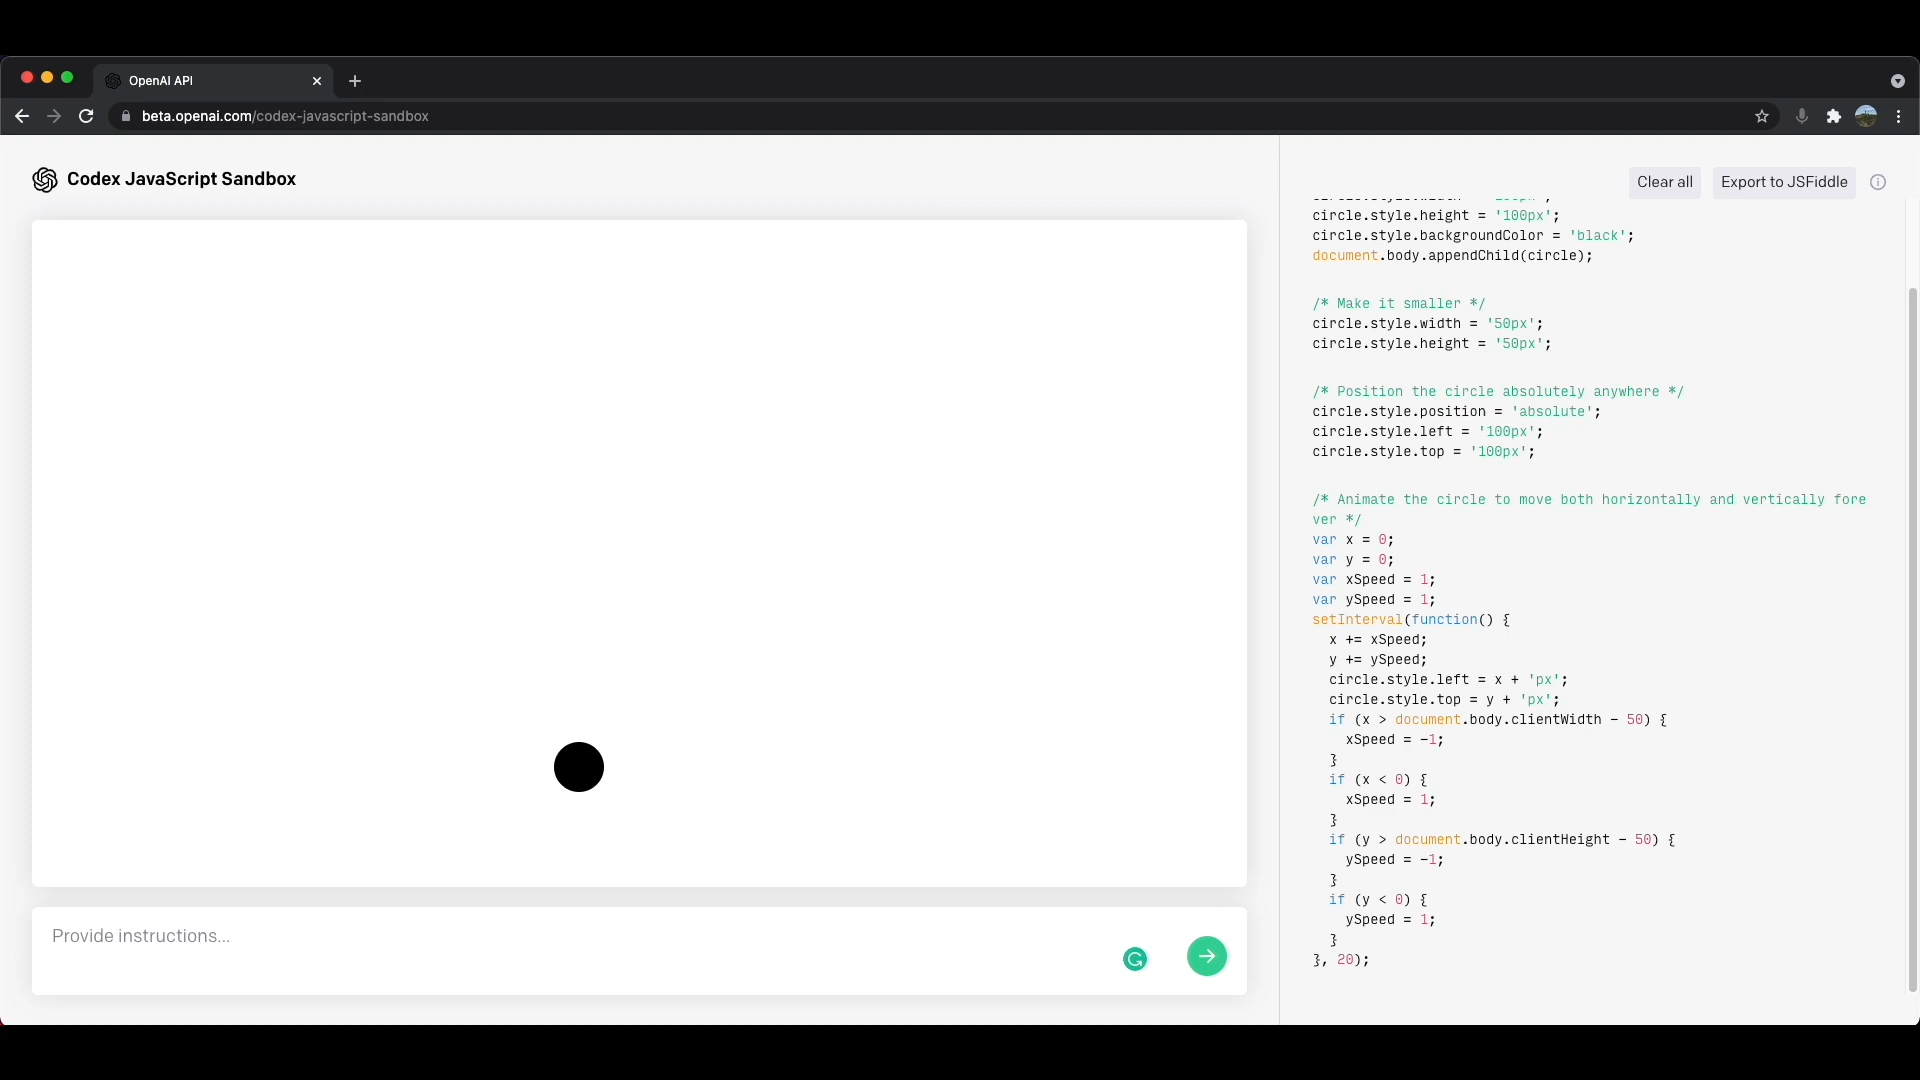 OpenAI API
beta.openai.com/codex-javascript-sandbox
Codex JavaScript Sandbox
Clear all
Export to JSFiddle
circle.style.height = '100px';
circle.style.backgroundColor = 'black';
document.body.appendChild(circle);
/* Make it smaller */
circle.style.width = '50px';
circle.style.height = '50px';
/* Position the circle absolutely anywhere */
circle.style.position = 'absolute';
circle.style.left = '100px';
circle.style.top = '100px';
/* Animate the circle to move both horizontally and vertically fore
ver */
var x = 0;
var y = 0;
var xSpeed = 1;
var ySpeed = 1;
setInterval(function() {
x += xSpeed;
y += ySpeed;
circle.style.left = x + 'px';
circle.style.top = y + 'px';
if (x > document.body.clientWidth - 50) {
xSpeed = -1;
}
if (x < 0) {
xSpeed = 1;
}
if (y > document.body.clientHeight - 50) {
ySpeed = -1;
}
if (y < 0) {
ySpeed = 1;
}
}, 20);
Provide instructions...